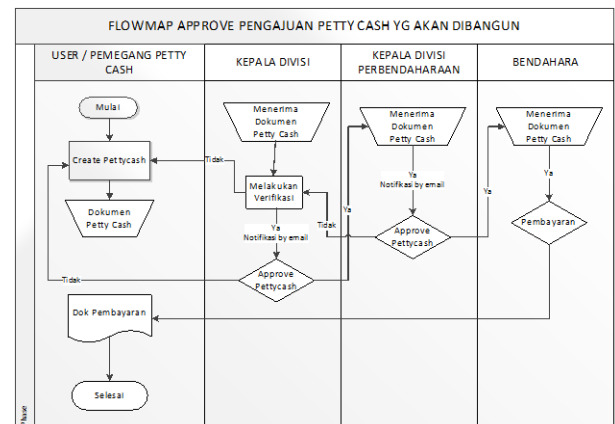 FLOWMAP APPROVE PENGAJUAN PETTY CASH YG AKAN DIBANGUN
USER / PEMEGANG PETTY
CASH
KEPALA DIVISI
KEPALA DIVISI
PERBENDAHARAAN
BENDAHARA
Mulai
Create Pettycash
Dokumen
Petty Cash
Tidak
Dok Pembayaran
Selesai
Menerima
Dokumen
Petty Cash
Tidak
Melakukan
Verifikasi
Ya
Notifikasi by email
Approve
Pettycash
Tidak
Ya
Menerima
Dokumen
Petty Cash
Ya
Notifikasi by email
Approve
Pettycash
Ya
Menerima
Dokumen
Petty Cash
Ya
Pembayaran
Phase